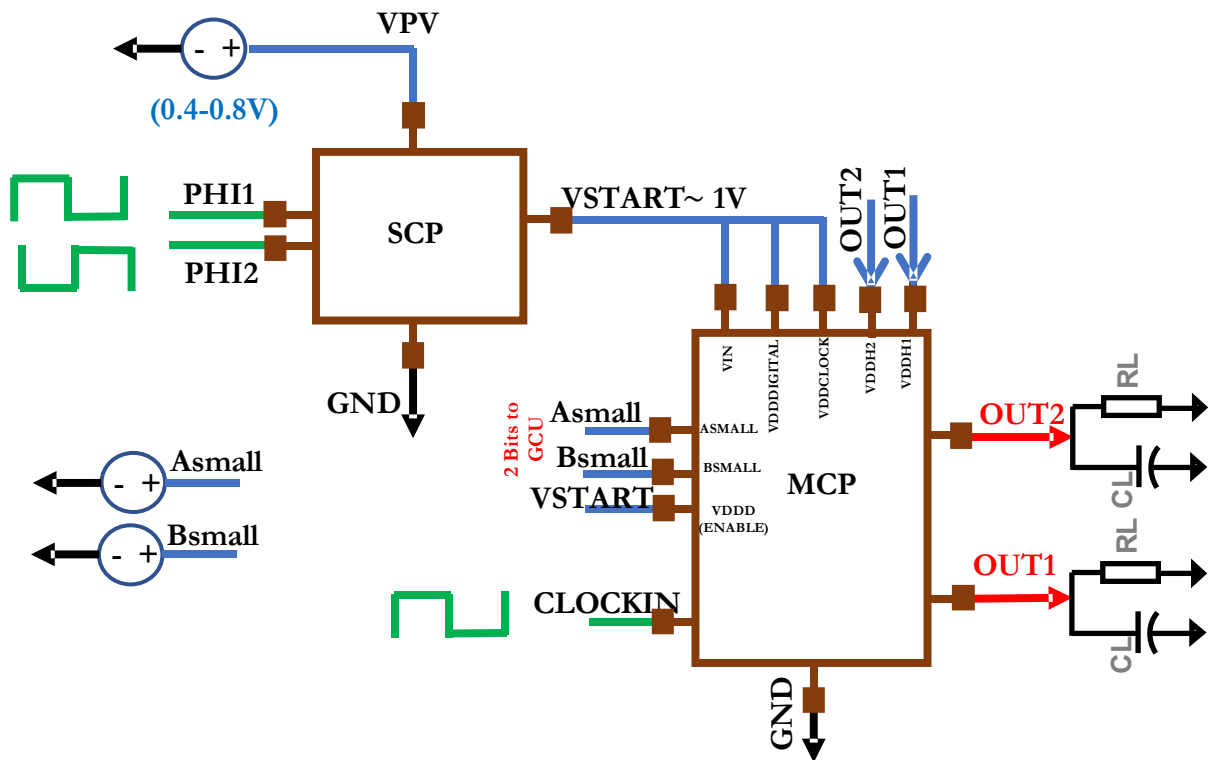 VPV
- +
(0.4-0.8V)
PHI1
PHI2
SCP
VSTART~ 1V
OUT2
OUT1
GND
VIN
VDDDIGITAL
VDDCLOCK
VDDH2
VDDH1
2 Bits to
GCU
Asmall
ASMALL
Bsmall
BSMALL
VSTART
VDDD
(ENABLE)
MCP
CLOCKIN
GND
OUT2
RL
CL
OUT1
RL
CL
Asmall
- +
Bsmall
- +